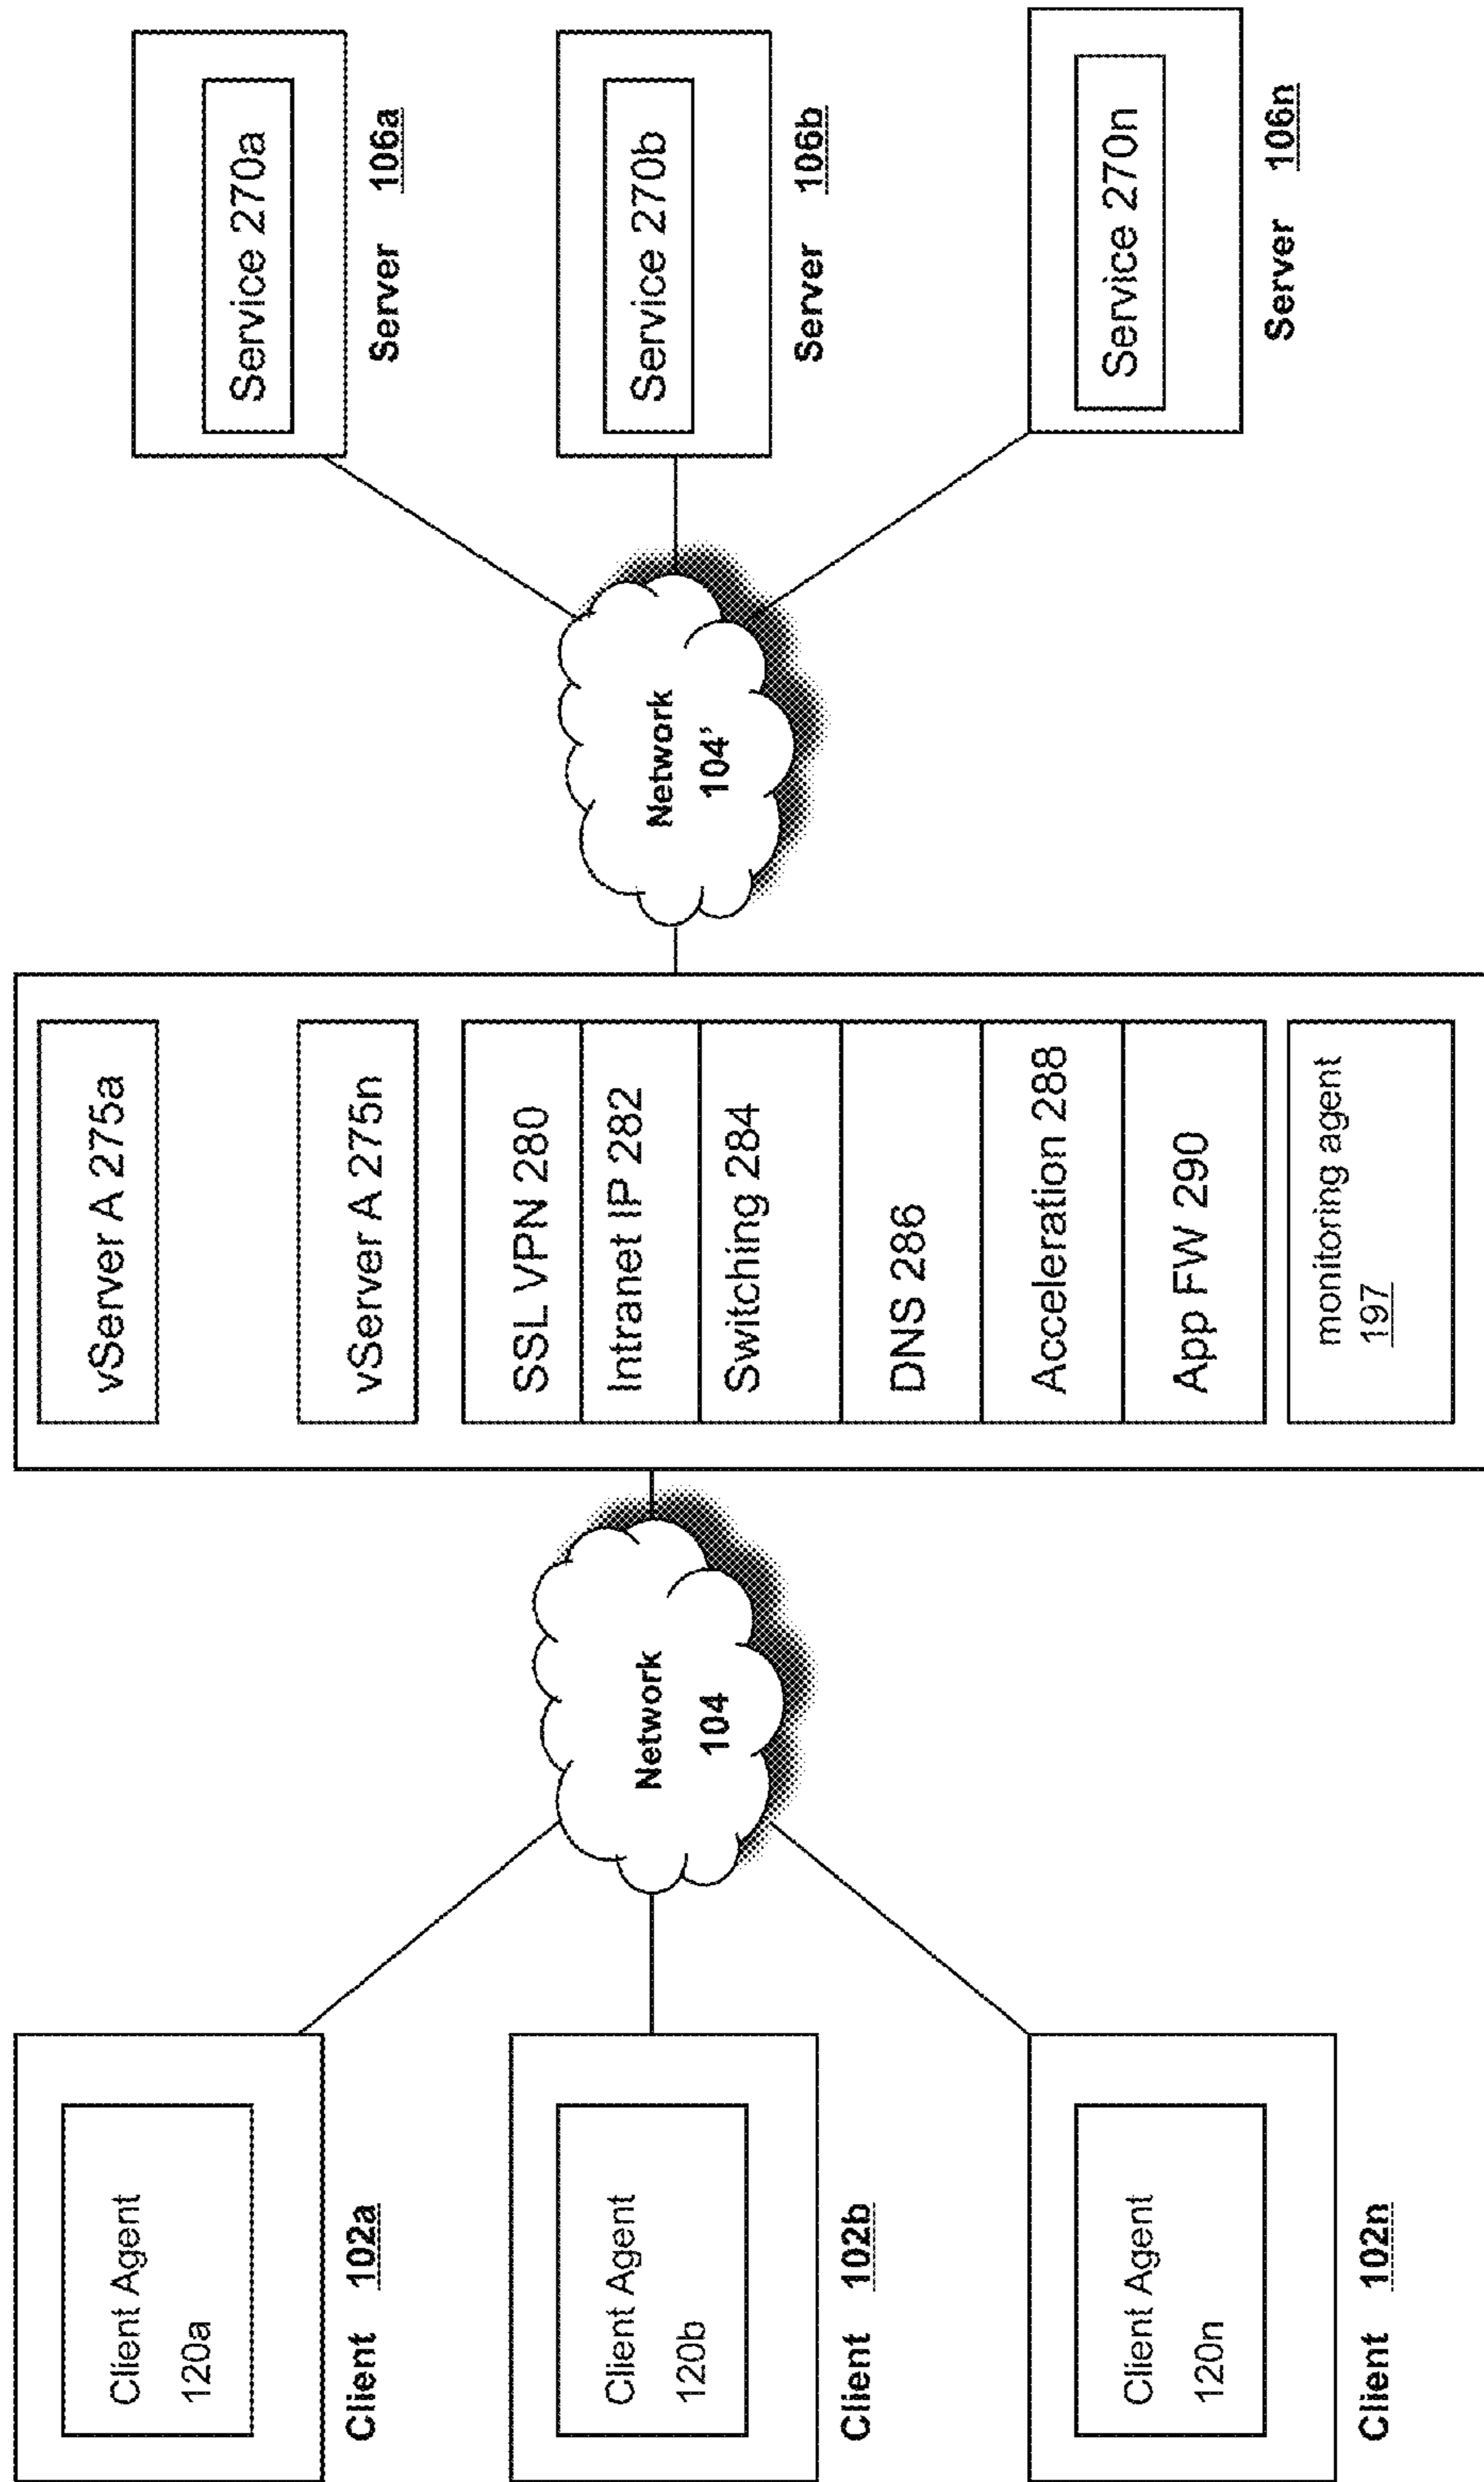 Client Agent
120a
Client 102a
Client Agent
120b
Client 102b
Client Agent
120n
Client 102n
Network
104
vServer A 275a
vServer A 275n
SSL VPN 280
Intranet IP 282
Switching 284
DNS 286
Acceleration 288
App FW 290
monitoring agent
197
Network
104'
Service 270a
Server 106a
Service 270b
Server 106b
Service 270n
Server 106n